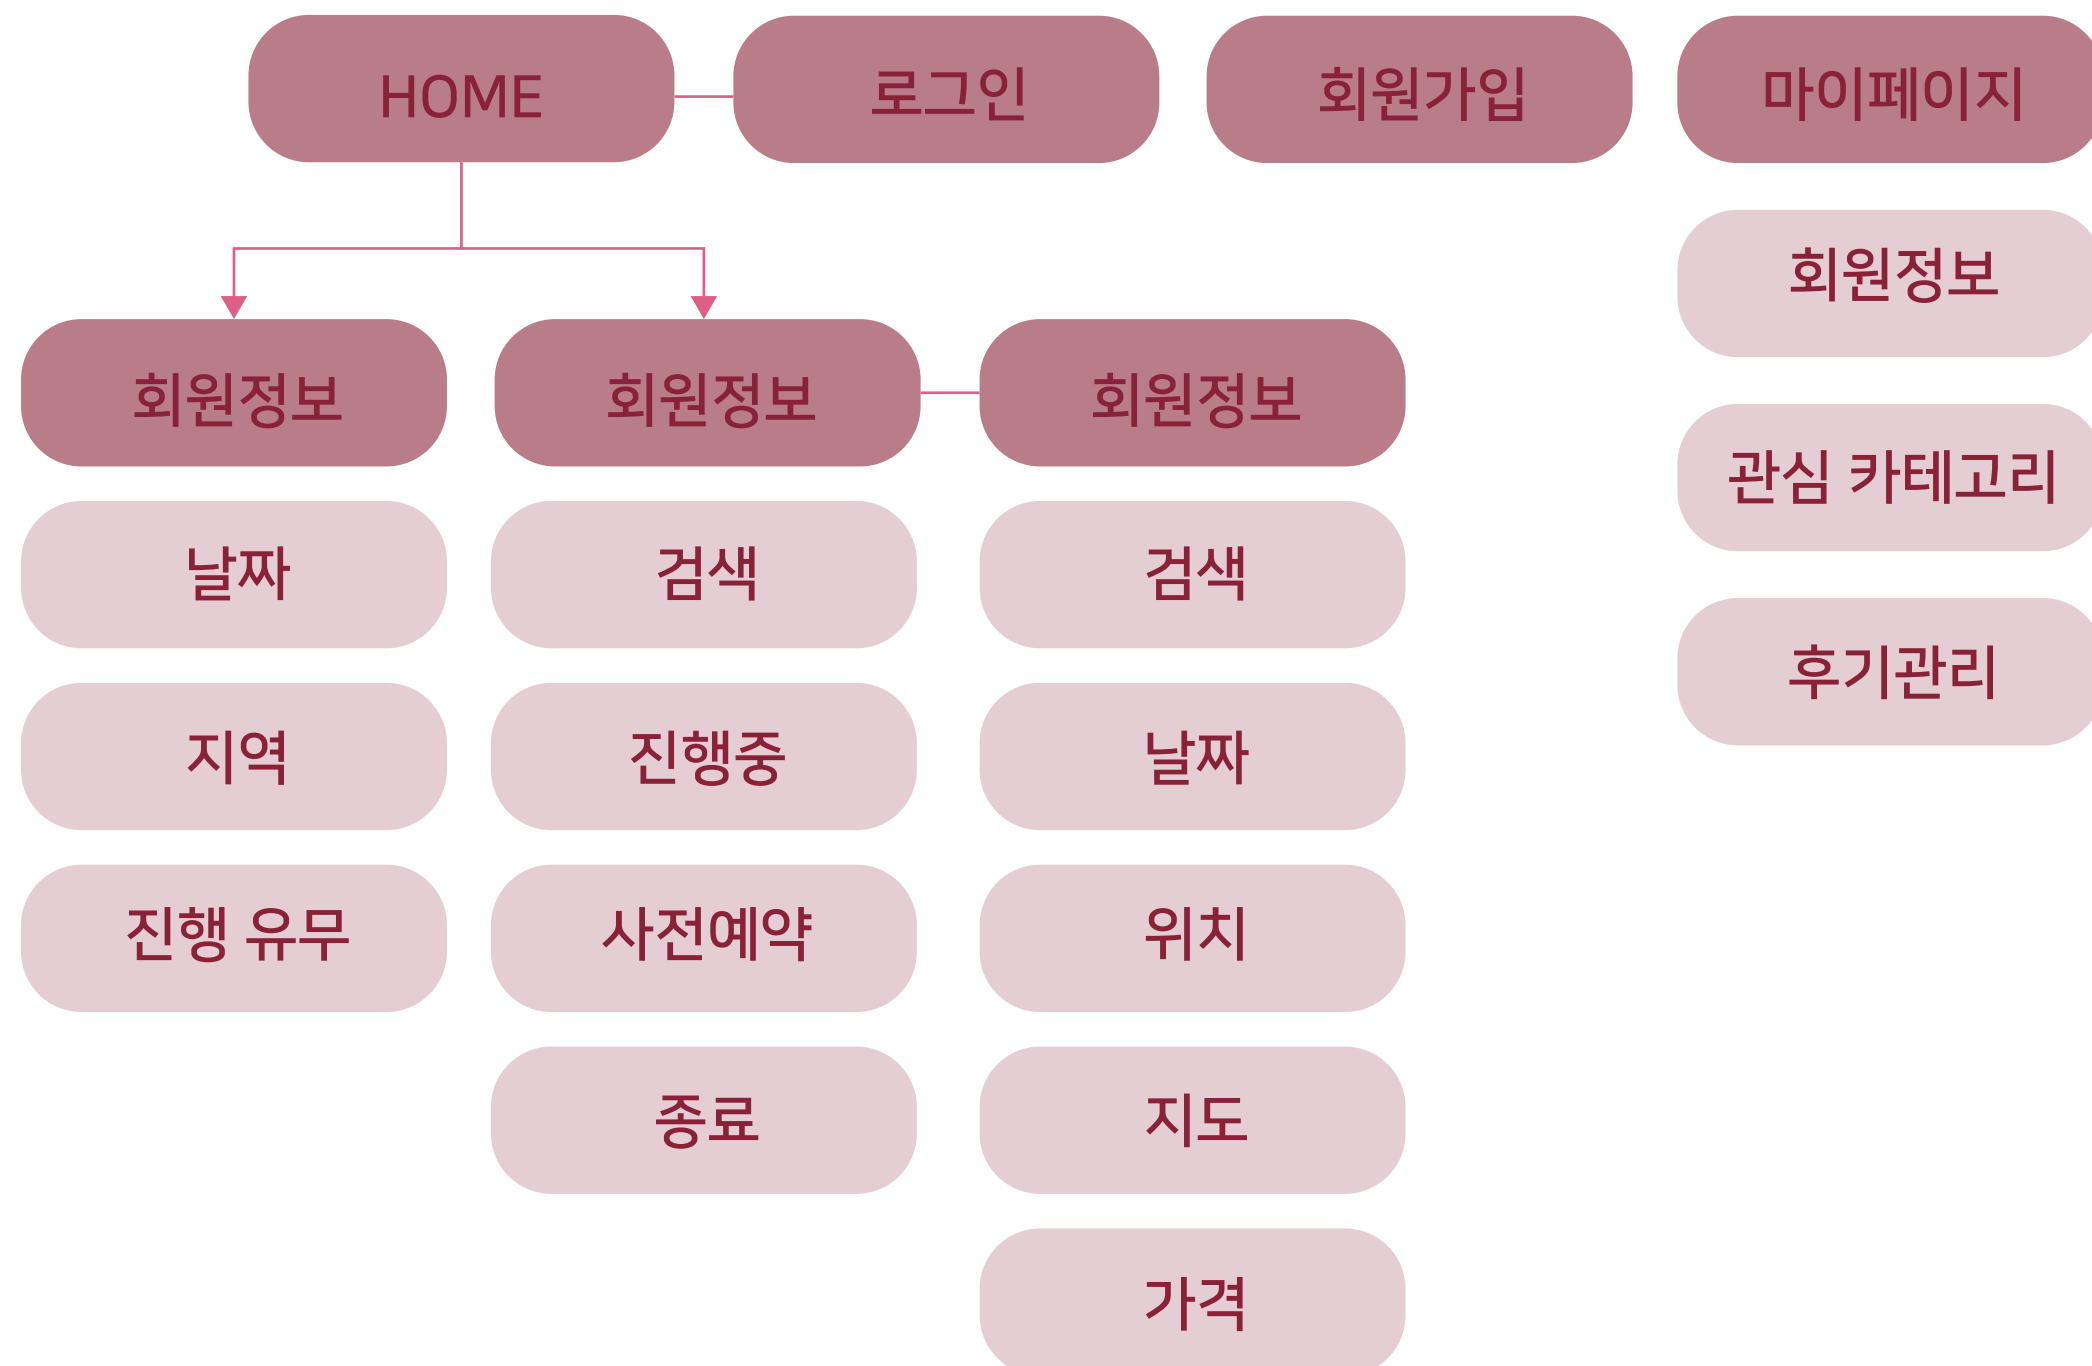 HOME
로그인
회원가입
마이페이지
회원정보
관심 카테고리
후기관리
회원정보
회원정보
회원정보
날짜
검색
검색
지역
진행중
날짜
진행 유무
사전예약
위치
종료
지도
가격